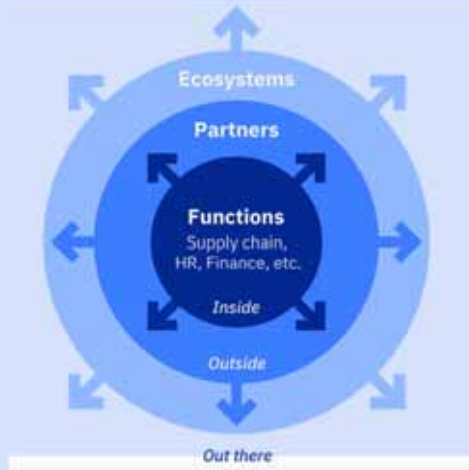 Ecosystems
Partners
Functions
Supply chain,
HR, Finance, etc.
Inside
Outside
Out there